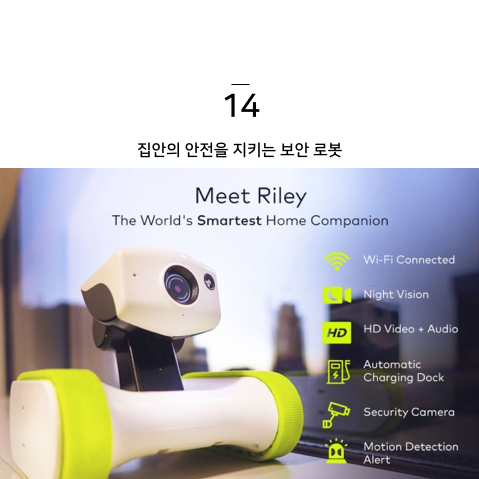 14
집안의 안전을 지키는 보안 로봇
Meet Riley
The World's Smartest Home Companion
Wi-Fi Connected
Night Vision
HD
HD Video + Audio
Automatic
Charging Dock
Security Camera
Motion Detection
Alert